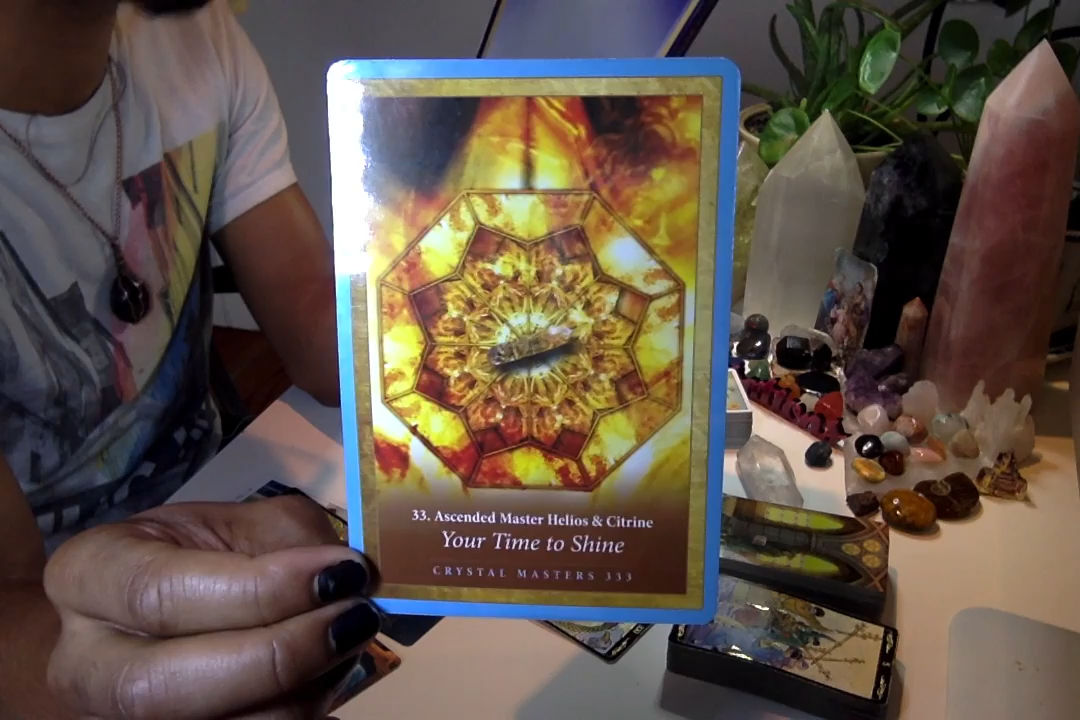 33. Ascended Master Helios & Citrine
Your Time to Shine
CRYSTAL MASTERS 333